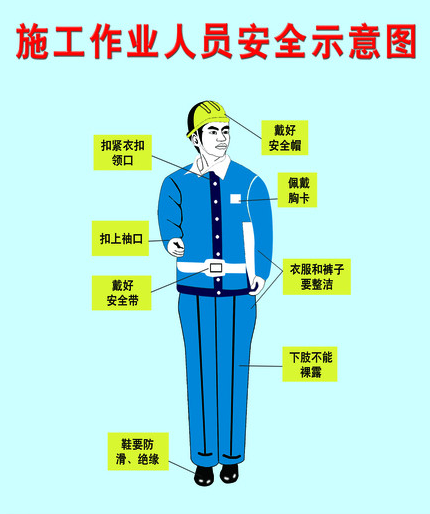 施工作业人员安全示意图
戴好
安全帽
扣紧衣扣
领口
佩戴
胸卡
扣上袖口
衣服和裤子
要整洁
戴好
安全带
下肢不能
裸露
鞋要防
滑、绝缘